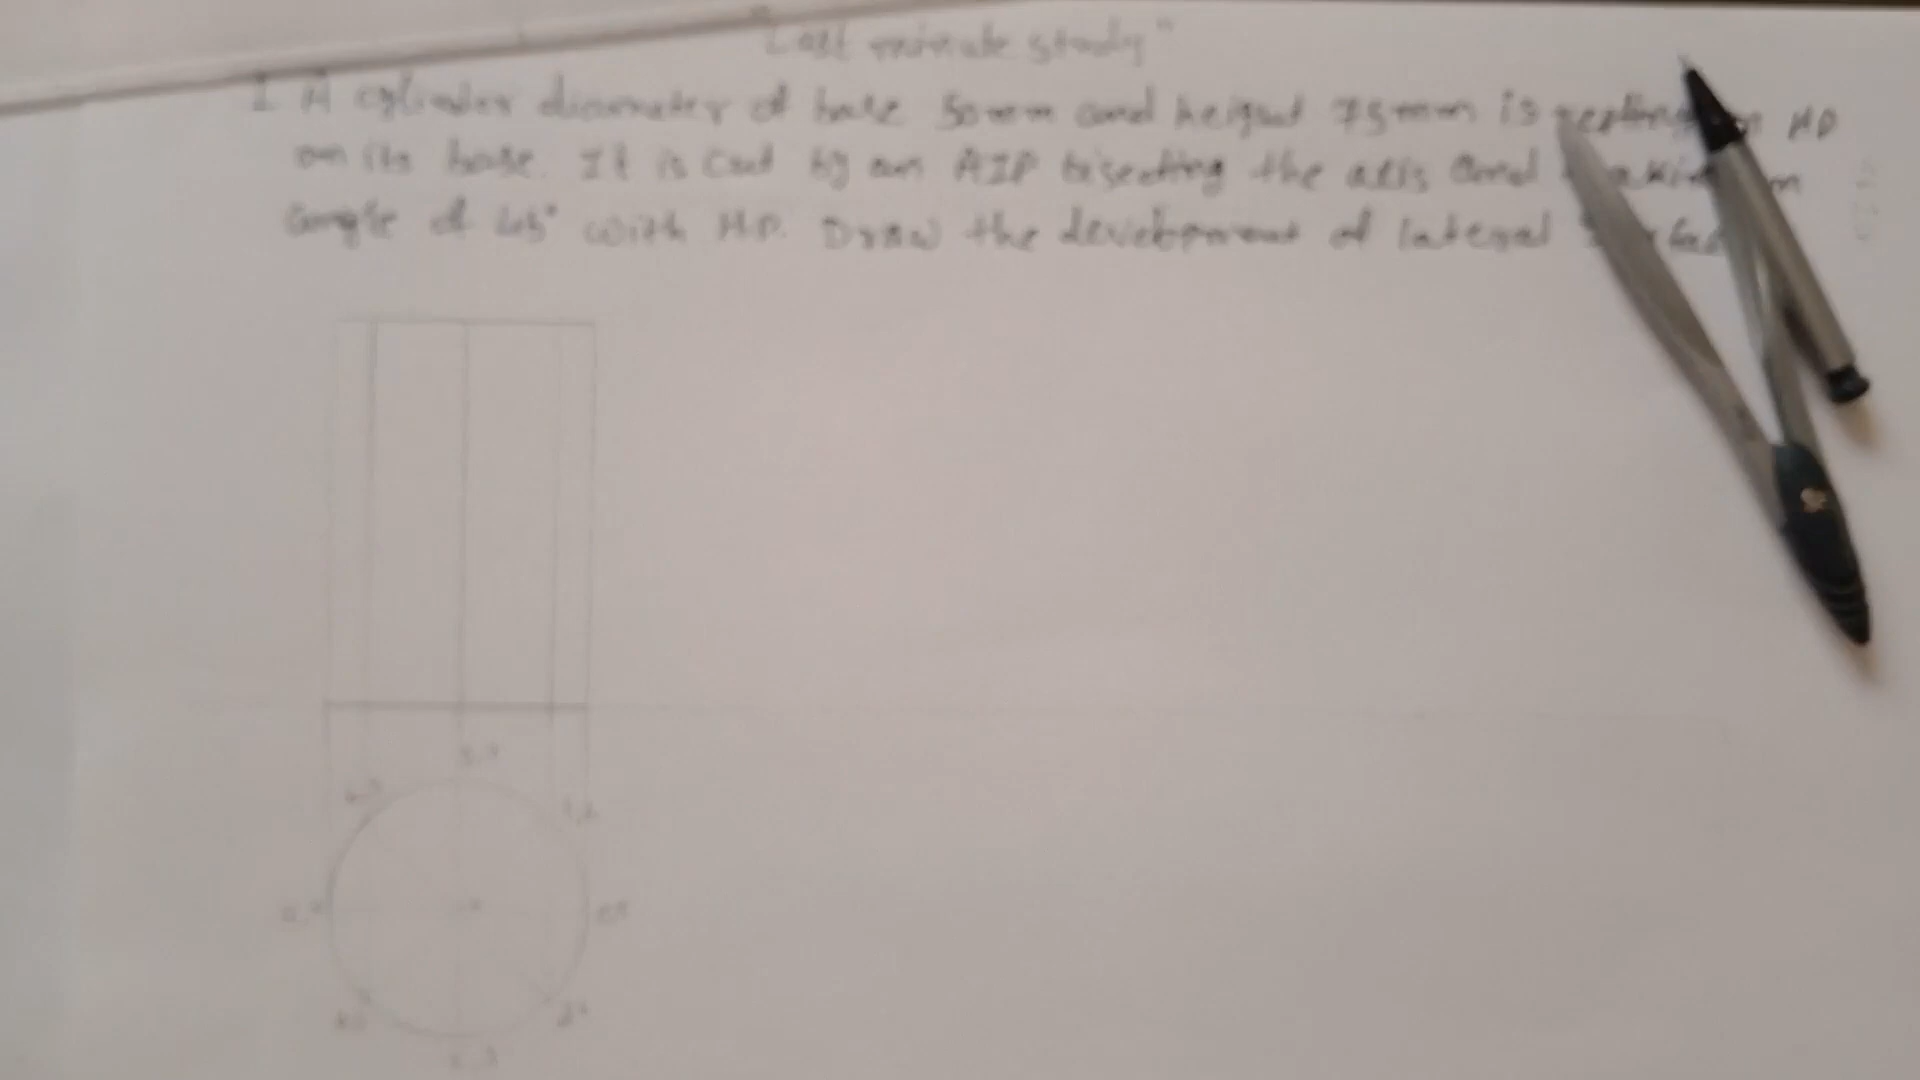 "Last minute study"
1 A cylinder diameter of base 50mm and height 75mm is resting on HP
on its base. It is cut by an AIP bisecting the axis and making an
angle of 45° with H.P. Draw the development of lateral